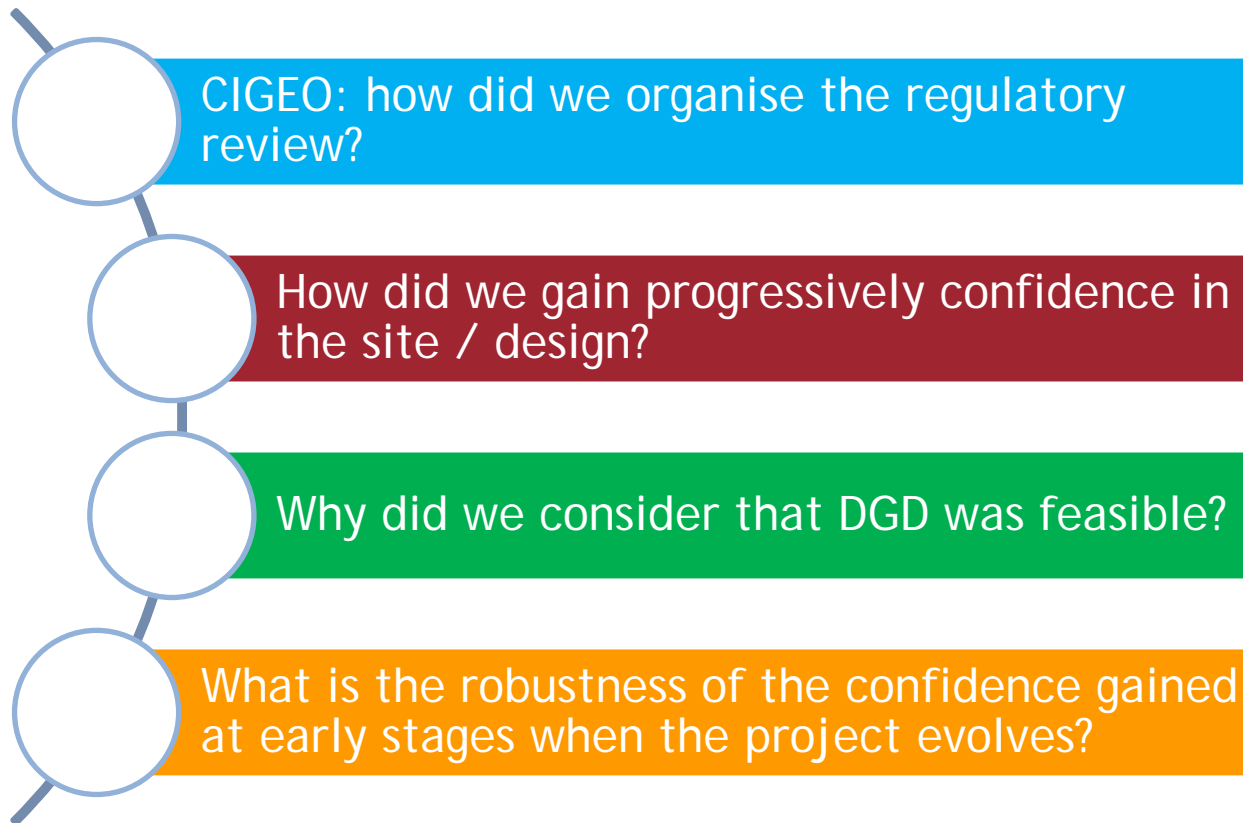 CIGEO: how did we organise the regulatory
review?
How did we gain progressively confidence in
the site / design?
Why did we consider that DGD was feasible?
What is the robustness of the confidence gained
at early stages when the project evolves?